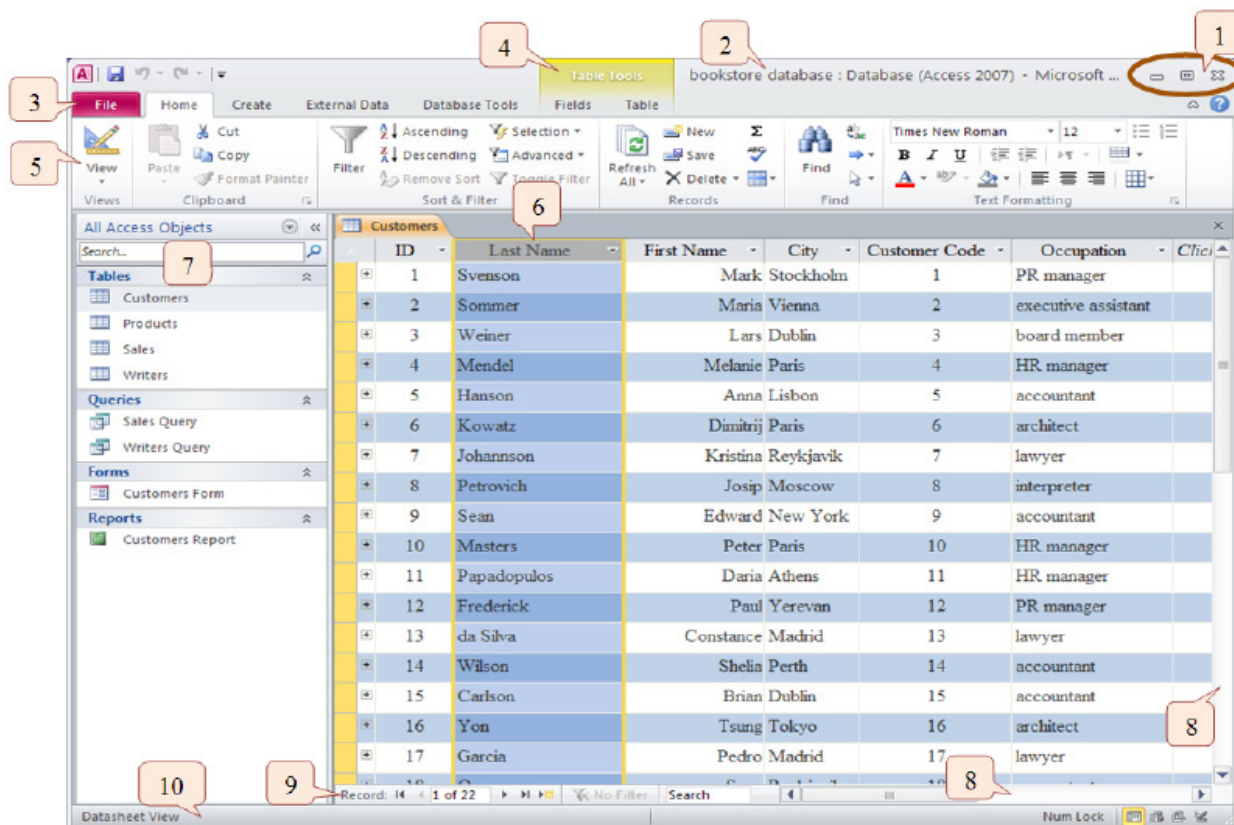 1
2
4
Table Tools
bookstore database : Database (Access 2007) - Microsoft ...
3
File Home Create External Data Database Tools Fields Table
5
View
Paste
Cut
Copy
Format Painter
Filter
Ascending
Descending
Remove Sort
Selection
Advanced
Toggle Filter
Refresh
All
New
Save
Delete
Σ
Find
Times New Roman 12
B I U
A
Views Clipboard Sort & Filter Records Find Text Formatting
6
All Access Objects
Search...
7
Tables
Customers
Products
Sales
Writers
Queries
Sales Query
Writers Query
Forms
Customers Form
Reports
Customers Report
Customers
ID Last Name First Name City Customer Code Occupation Clic
1 Svenson Mark Stockholm 1 PR manager
2 Sommer Maria Vienna 2 executive assistant
3 Weiner Lars Dublin 3 board member
4 Mendel Melanie Paris 4 HR manager
5 Hanson Anna Lisbon 5 accountant
6 Kowatz Dimitrij Paris 6 architect
7 Johannson Kristina Reykjavik 7 lawyer
8 Petrovich Josip Moscow 8 interpreter
9 Sean Edward New York 9 accountant
10 Masters Peter Paris 10 HR manager
11 Papadopulos Daria Athens 11 HR manager
12 Frederick Paul Yerevan 12 PR manager
13 da Silva Constance Madrid 13 lawyer
14 Wilson Shelia Perth 14 accountant
15 Carlson Brian Dublin 15 accountant
16 Yon Tsung Tokyo 16 architect
17 Garcia Pedro Madrid 17 lawyer
8
8
9
10
Record: 1 of 22 No Filter Search
Datasheet View Num Lock